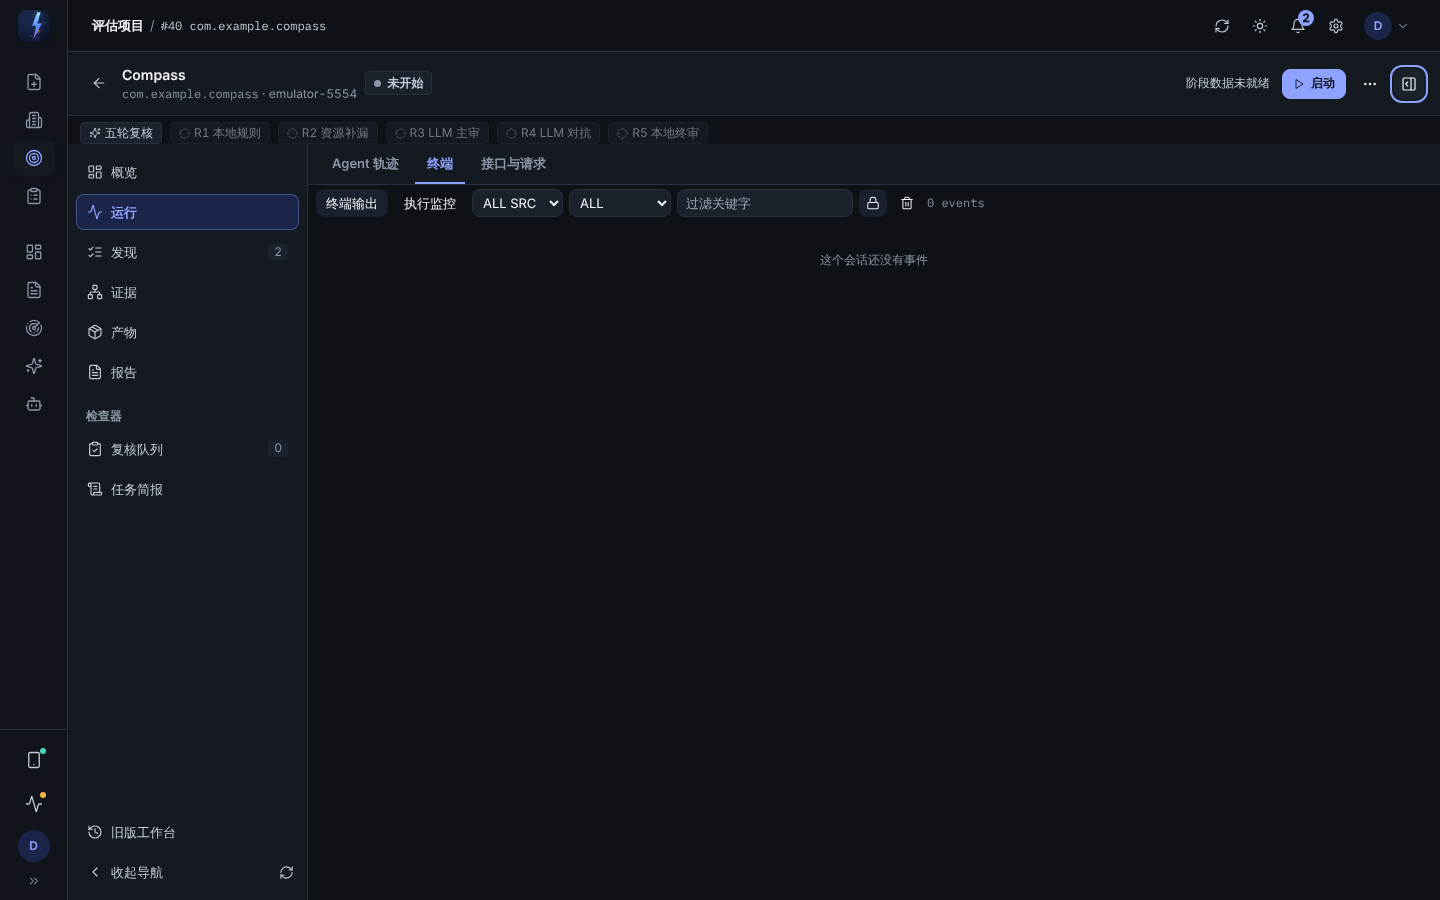 评估项目 / #40 com.example.compass
2
D
Compass
com.example.compass · emulator-5554
未开始
阶段数据未就绪
启动
五轮复核
R1 本地规则
R2 资源补漏
R3 LLM 主审
R4 LLM 对抗
R5 本地终审
概览
运行
发现
2
证据
产物
报告
检查器
复核队列
0
任务简报
旧版工作台
收起导航
Agent 轨迹
终端
接口与请求
终端输出
执行监控
ALL SRC
ALL
过滤关键字
0 events
这个会话还没有事件
D